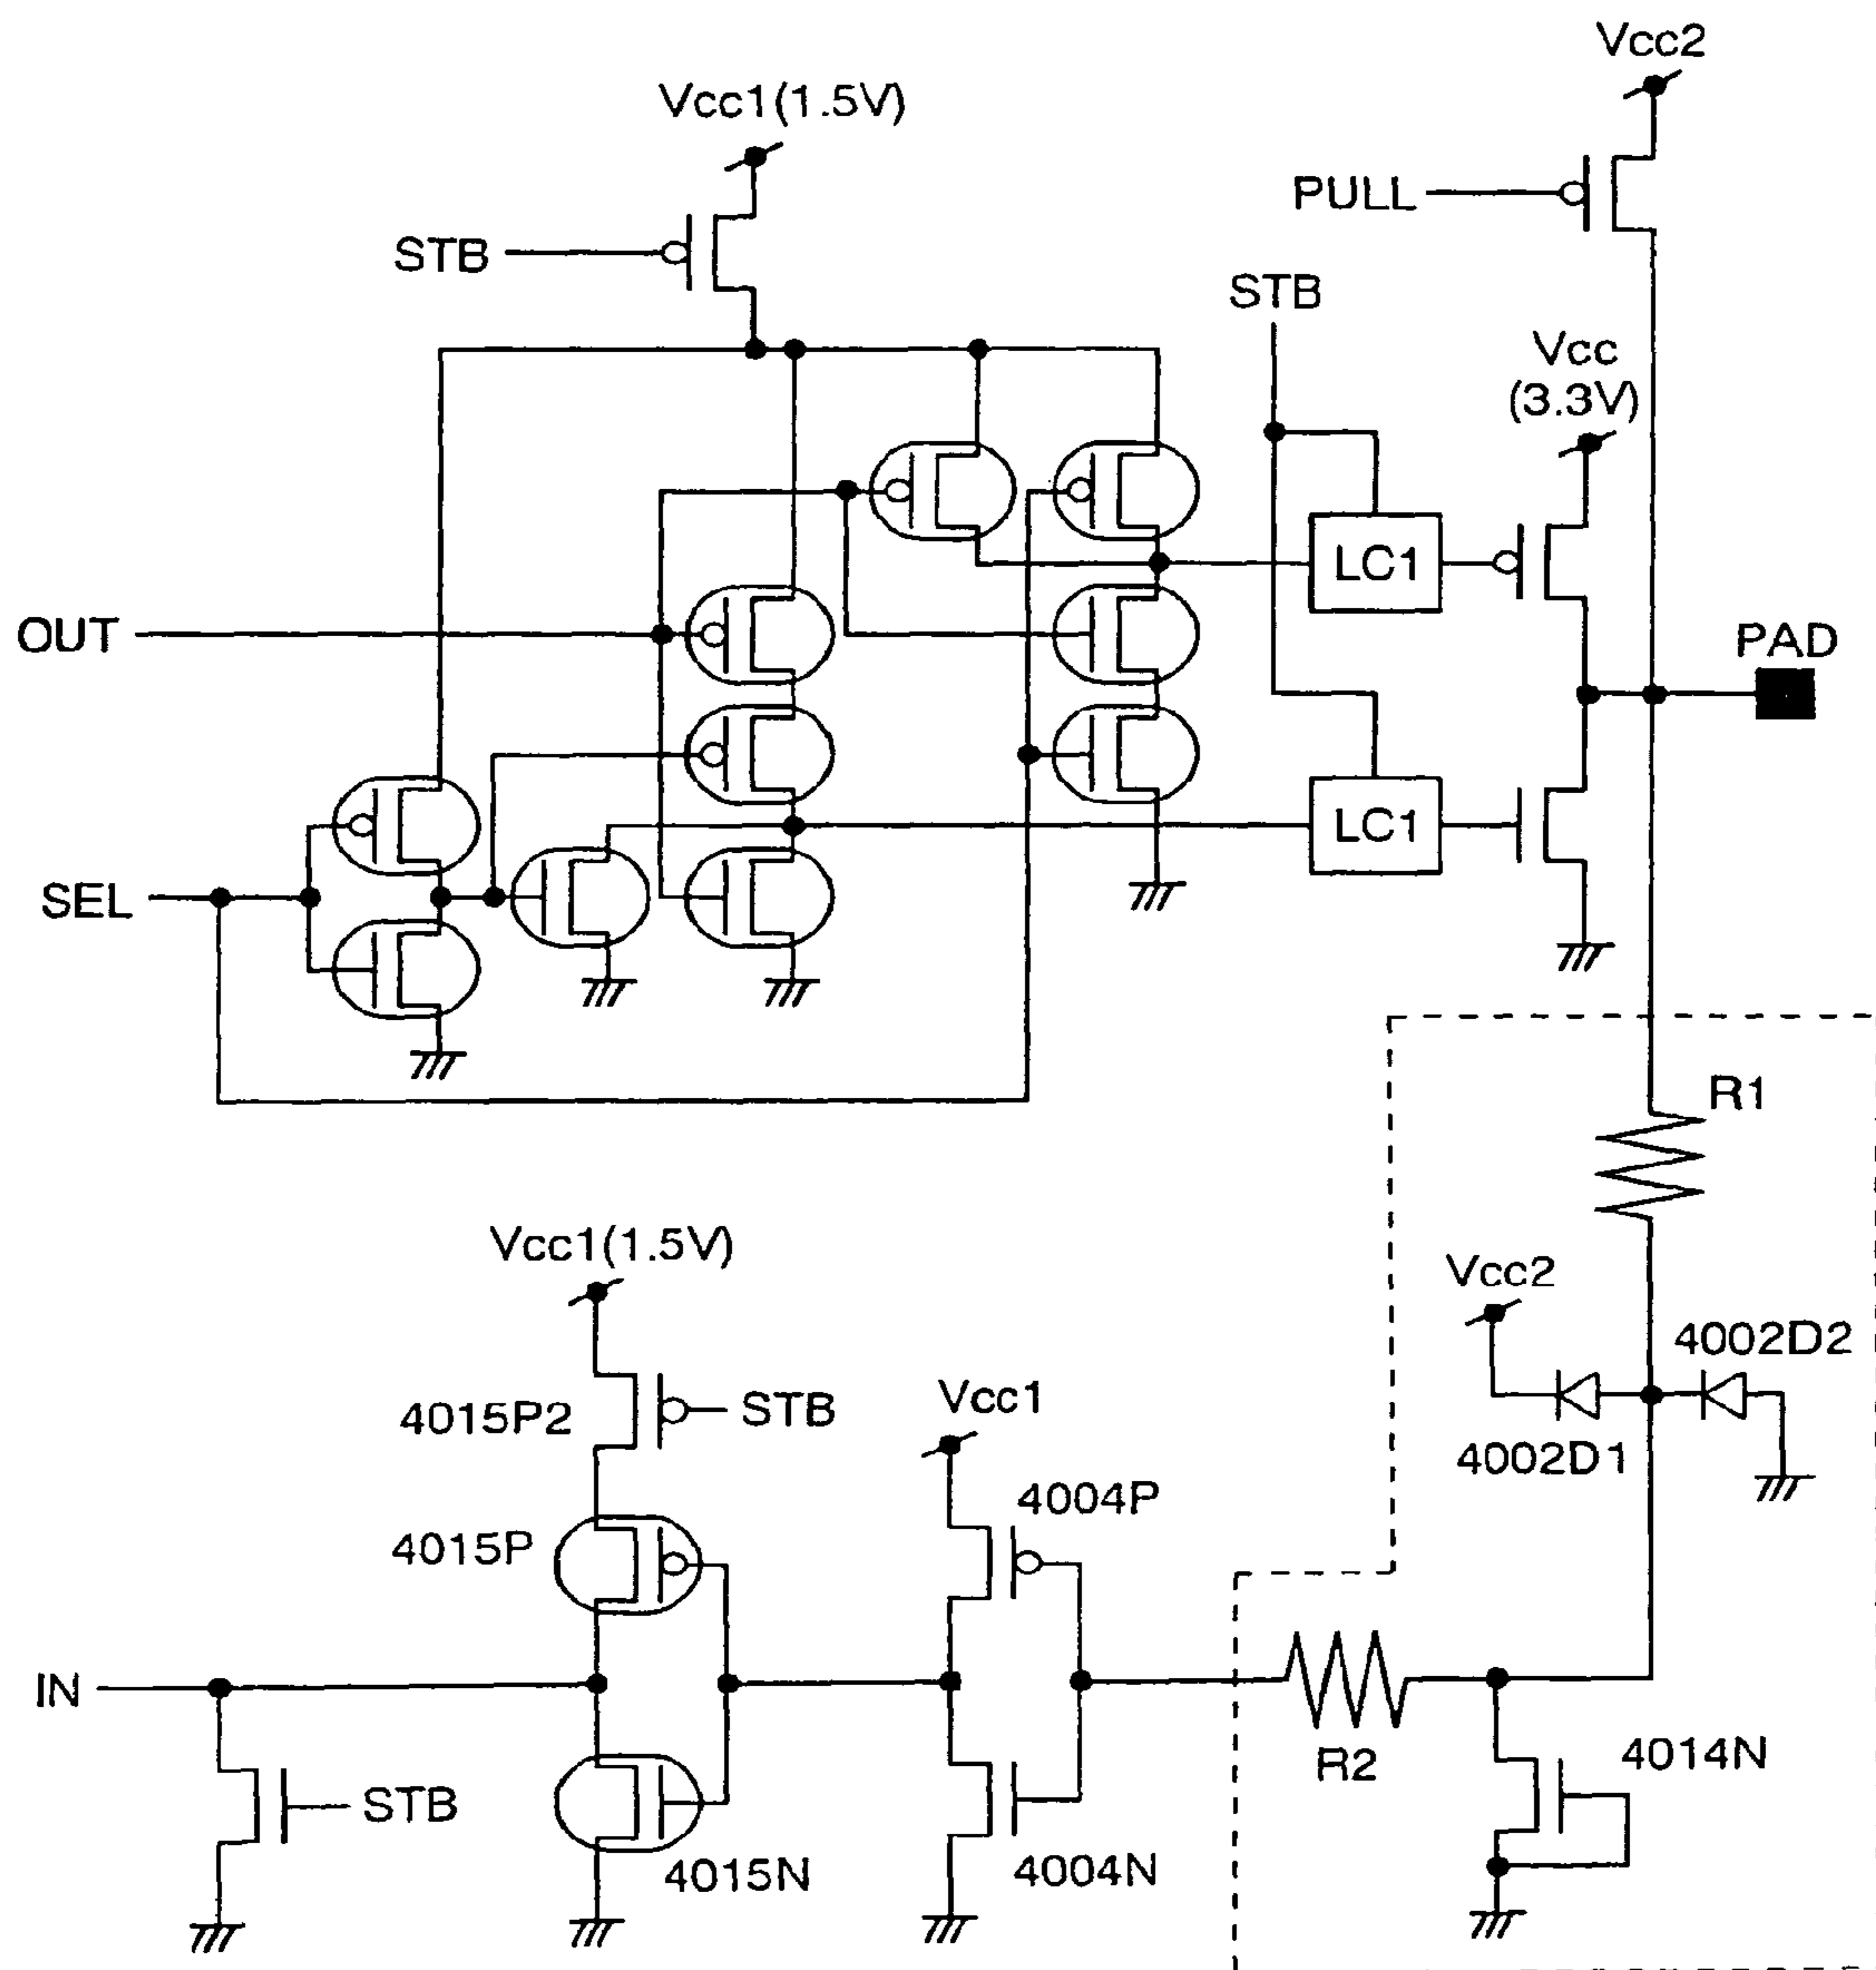 Vcc2
Vcc1(1.5V)
PULL
STB
STB
Vcc
(3.3V)
LC1
OUT
PAD
LC1
SEL
R1
Vcc1(1.5V)
Vcc2
4002D2
4015P2
STB
Vcc1
4002D1
4004P
4015P
IN
R2
4014N
STB
4015N
4004N